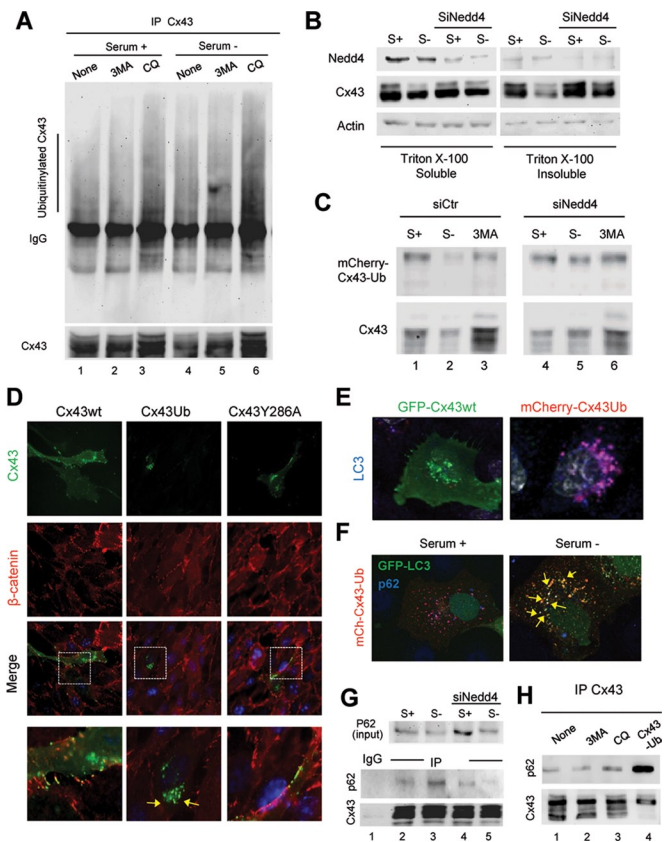 A
IP Cx43
Serum + Serum -
None 3MA CQ None 3MA CQ
Ubiquitinylated Cx43
IgG
Cx43
1 2 3 4 5 6
B
SiNedd4 SiNedd4
S+ S- S+ S- S+ S- S+ S-
Nedd4
Cx43
Actin
Triton X-100 Soluble
Triton X-100 Insoluble
C
siCtr siNedd4
S+ S- 3MA S+ S- 3MA
mCherry-
Cx43-Ub
Cx43
1 2 3 4 5 6
D
Cx43wt Cx43Ub Cx43Y286A
Cx43
β-catenin
Merge
E
GFP-Cx43wt mCherry-Cx43Ub
LC3
F
Serum + Serum -
mCh-Cx43-Ub
GFP-LC3
p62
G
siNedd4
S+ S- S+ S-
P62
(input)
IgG IP
p62
Cx43
1 2 3 4 5
H
IP Cx43
None 3MA CQ Cx43
-Ub
p62
Cx43
1 2 3 4